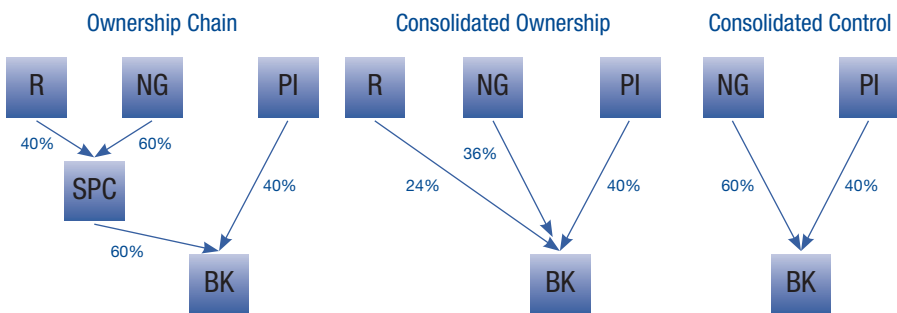 Ownership Chain
R
NG
PI
40%
60%
SPC
40%
60%
BK
Consolidated Ownership
R
NG
PI
36%
24%
40%
BK
Consolidated Control
NG
PI
60%
40%
BK